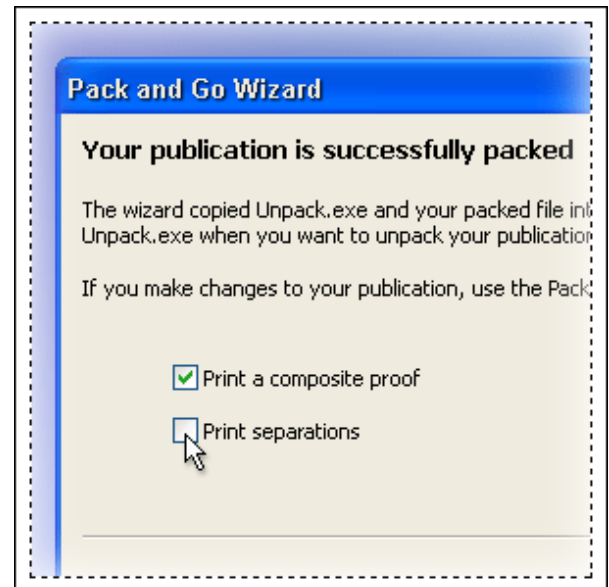 Pack and Go Wizard
Your publication is successfully packed
The wizard copied Unpack.exe and your packed file int
Unpack.exe when you want to unpack your publication
If you make changes to your publication, use the Pack
Print a composite proof
Print separations